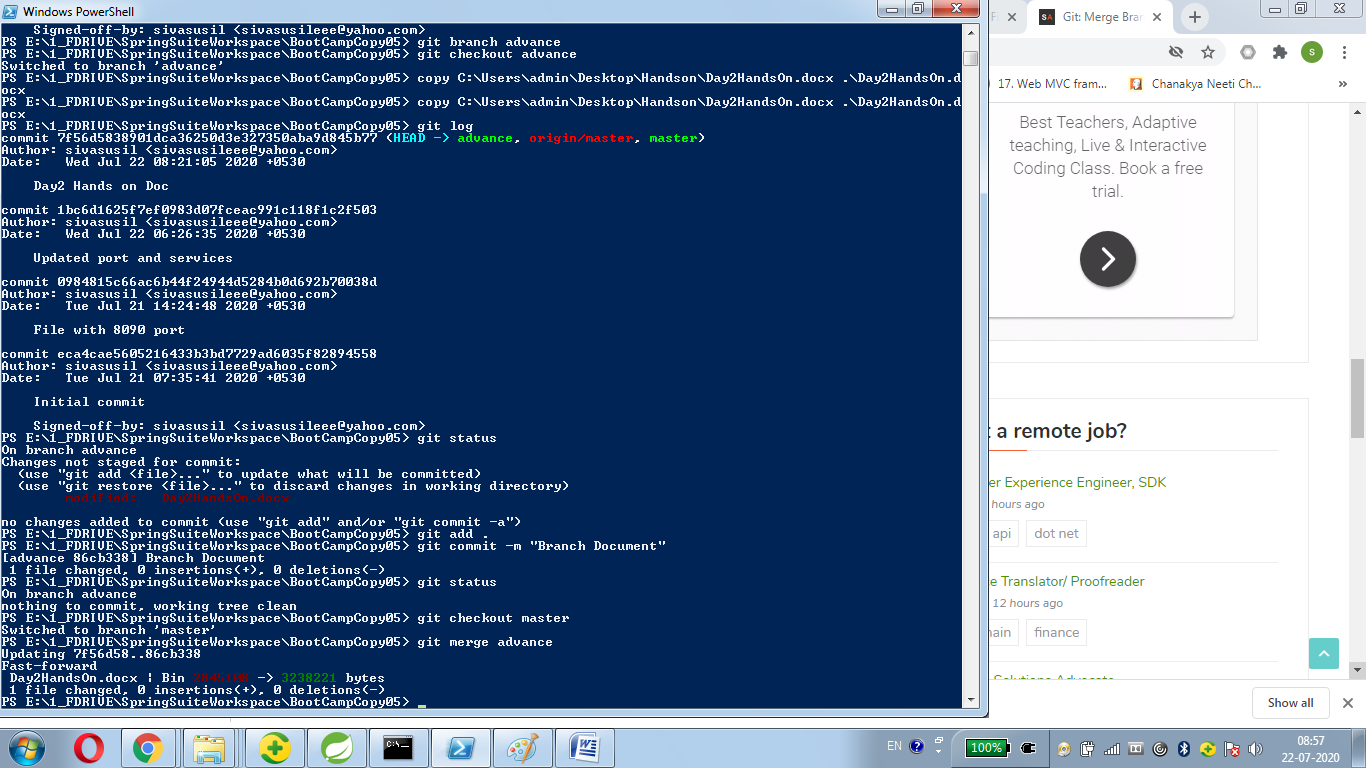 Windows PowerShell
    Signed-off-by: sivasusil <sivasusileee@yahoo.com>
PS E:\1_FDRIVE\SpringSuiteWorkspace\BootCampCopy05> git branch advance
PS E:\1_FDRIVE\SpringSuiteWorkspace\BootCampCopy05> git checkout advance
Switched to branch 'advance'
PS E:\1_FDRIVE\SpringSuiteWorkspace\BootCampCopy05> copy C:\Users\admin\Desktop\Handson\Day2HandsOn.docx .\Day2HandsOn.d
ocx
PS E:\1_FDRIVE\SpringSuiteWorkspace\BootCampCopy05> copy C:\Users\admin\Desktop\Handson\Day2HandsOn.docx .\Day2HandsOn.d
ocx
PS E:\1_FDRIVE\SpringSuiteWorkspace\BootCampCopy05> git log
commit 7f56d5838901dca36250d3e327350aba9d845b77 (HEAD -> advance, origin/master, master)
Author: sivasusil <sivasusileee@yahoo.com>
Date:   Wed Jul 22 08:21:05 2020 +0530
    Day2 Hands on Doc
commit 1bc6d1625f7ef0983d07fceac991c118f1c2f503
Author: sivasusil <sivasusileee@yahoo.com>
Date:   Wed Jul 22 06:26:35 2020 +0530
    Updated port and services
commit 0984815c66ac6b44f24944d5284b0d692b70038d
Author: sivasusil <sivasusileee@yahoo.com>
Date:   Tue Jul 21 14:24:48 2020 +0530
    File with 8090 port
commit eca4cae5605216433b3bd7729ad6035f82894558
Author: sivasusil <sivasusileee@yahoo.com>
Date:   Tue Jul 21 07:35:41 2020 +0530
    Initial commit
    Signed-off-by: sivasusil <sivasusileee@yahoo.com>
PS E:\1_FDRIVE\SpringSuiteWorkspace\BootCampCopy05> git status
On branch advance
Changes not staged for commit:
  (use "git add <file>..." to update what will be committed)
  (use "git restore <file>..." to discard changes in working directory)
        modified:   Day2HandsOn.docx
no changes added to commit (use "git add" and/or "git commit -a")
PS E:\1_FDRIVE\SpringSuiteWorkspace\BootCampCopy05> git add .
PS E:\1_FDRIVE\SpringSuiteWorkspace\BootCampCopy05> git commit -m "Branch Document"
[advance 86cb338] Branch Document
 1 file changed, 0 insertions(+), 0 deletions(-)
PS E:\1_FDRIVE\SpringSuiteWorkspace\BootCampCopy05> git status
On branch advance
nothing to commit, working tree clean
PS E:\1_FDRIVE\SpringSuiteWorkspace\BootCampCopy05> git checkout master
Switched to branch 'master'
PS E:\1_FDRIVE\SpringSuiteWorkspace\BootCampCopy05> git merge advance
Updating 7f56d58..86cb338
Fast-forward
 Day2HandsOn.docx | Bin -> 3238221 bytes
 1 file changed, 0 insertions(+), 0 deletions(-)
PS E:\1_FDRIVE\SpringSuiteWorkspace\BootCampCopy05>
SA Git: Merge Bra
S
17. Web MVC fram...
Chanakya Neeti Ch...
»
Best Teachers, Adaptive
teaching, Live & Interactive
Coding Class. Book a free
trial.
a remote job?
er Experience Engineer, SDK
hours ago
api
dot net
e Translator/ Proofreader
12 hours ago
finance
Solutions Advocate
Show all
EN
100%
08:57
22-07-2020